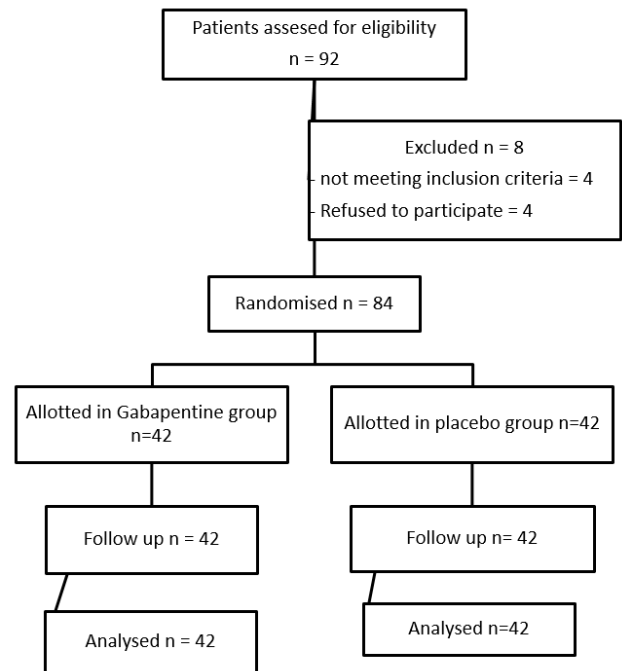 Patients assesed for eligibility
n = 92
Excluded n = 8
- not meeting inclusion criteria = 4
- Refused to participate = 4
Randomised n = 84
Allotted in Gabapentine group
n=42
Allotted in placebo group n=42
Follow up n = 42
Follow up n= 42
Analysed n = 42
Analysed n=42